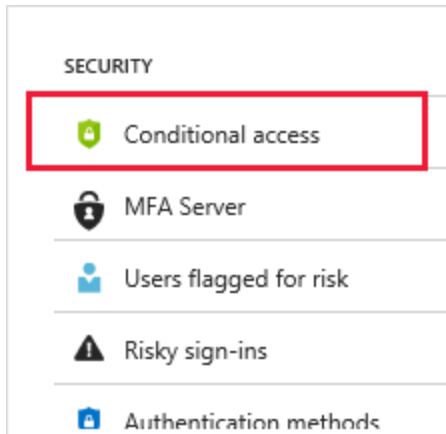 SECURITY
Conditional access
MFA Server
Users flagged for risk
Risky sign-ins
Authentication methods